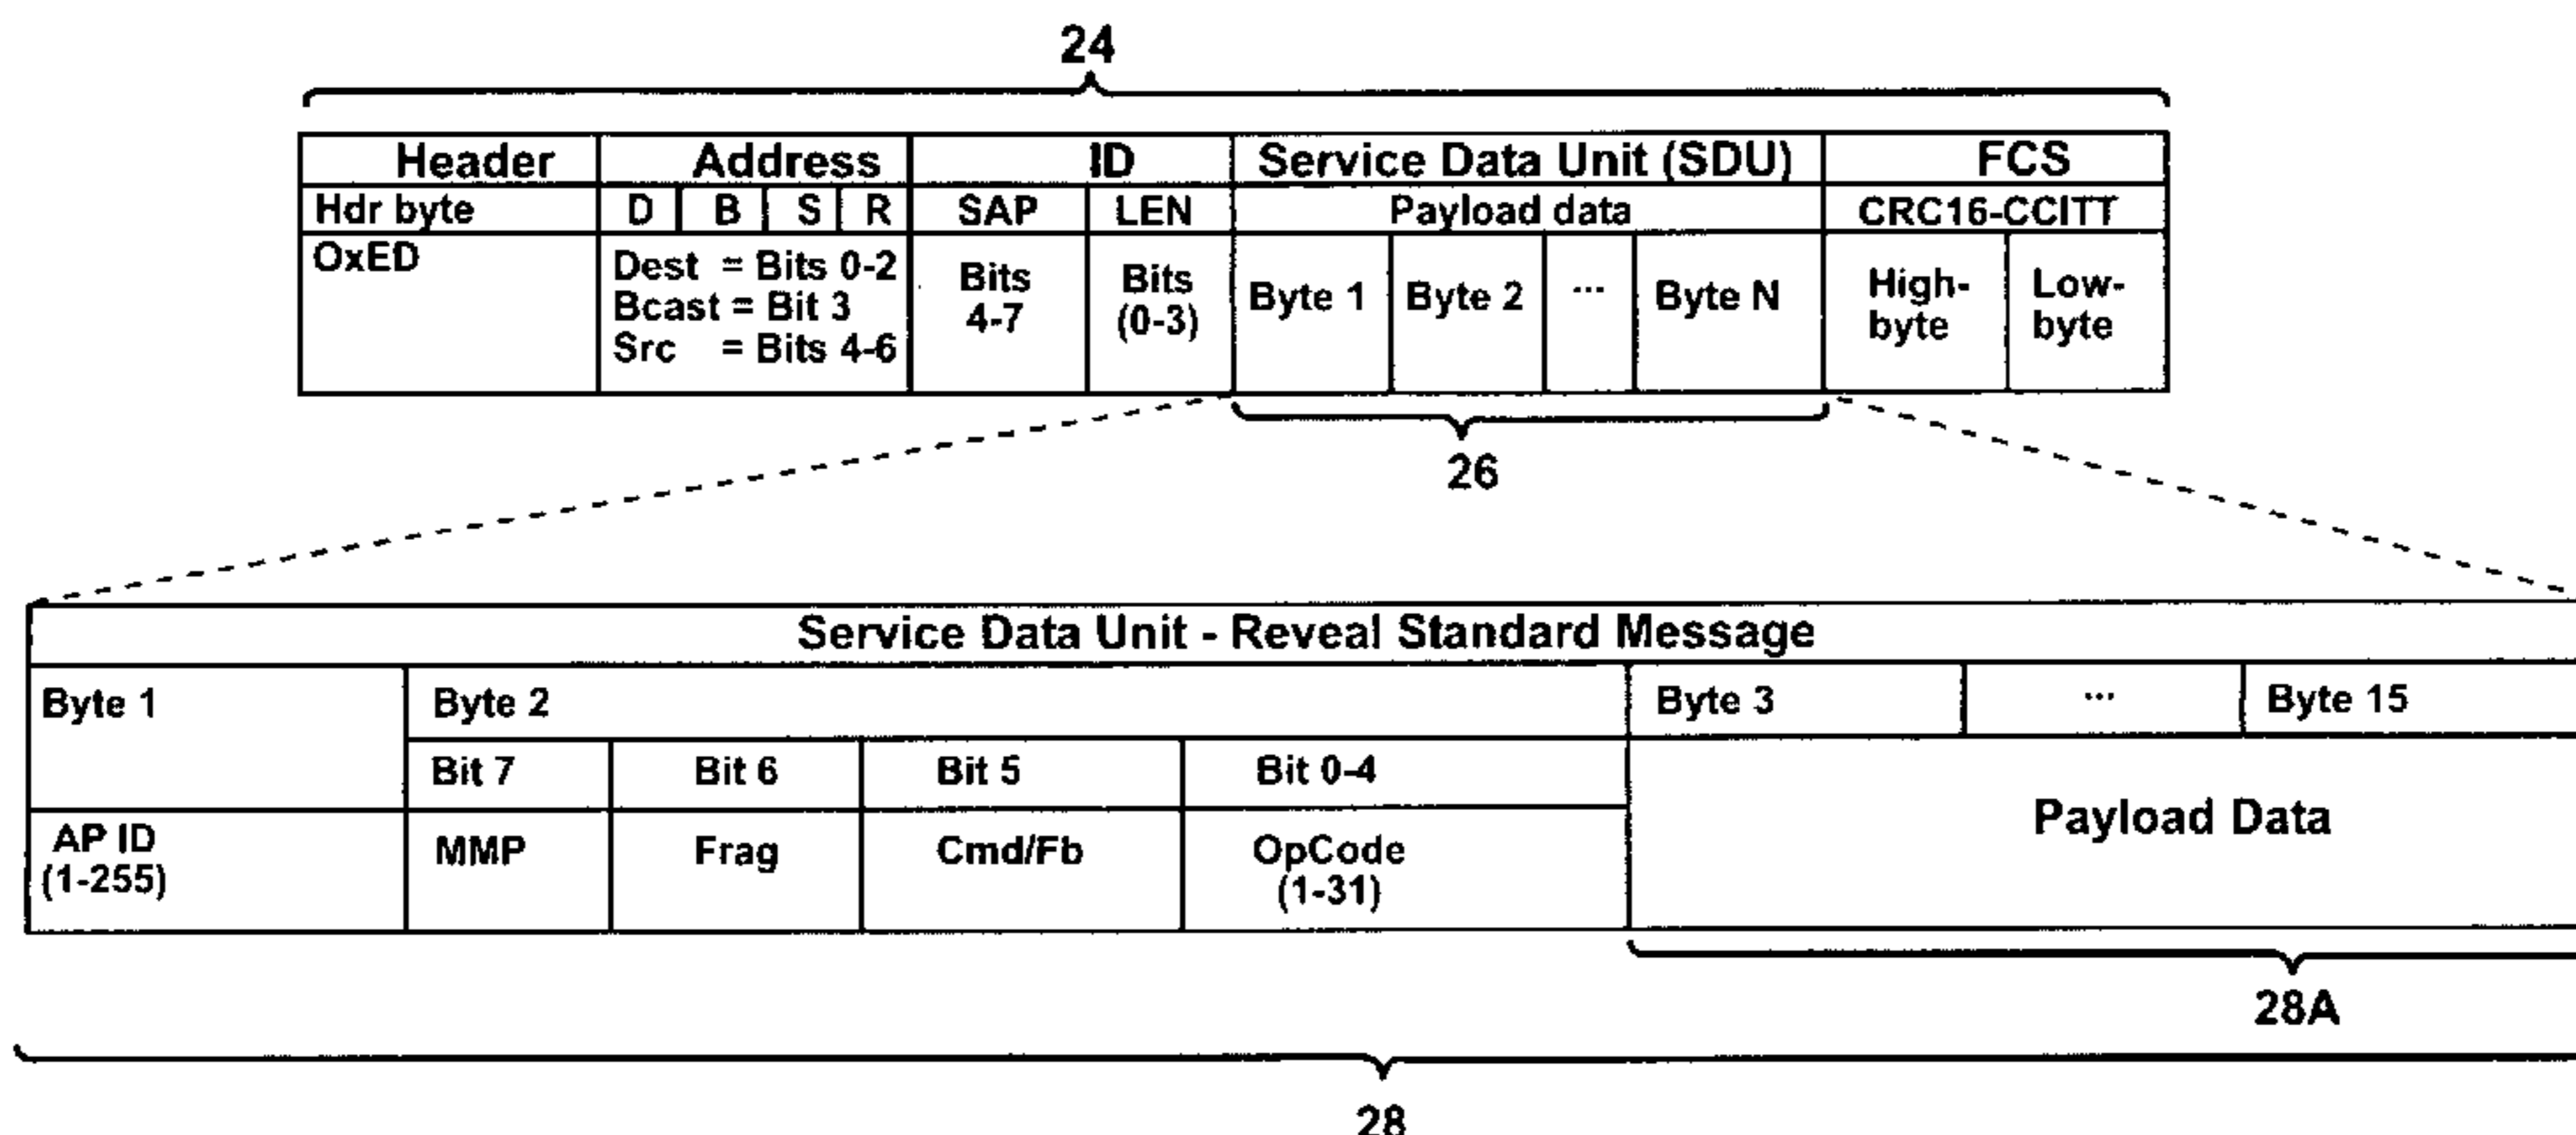 24
Header Address ID Service Data Unit (SDU) FCS
Hdr byte D B S R SAP LEN Payload data CRC16-CCITT
OxED
Dest = Bits 0-2
Bcast = Bit 3
Src = Bits 4-6
Bits
4-7
Bits
(0-3)
Byte 1 Byte 2 ... Byte N
High-
byte
Low-
byte
26
Service Data Unit - Reveal Standard Message
Byte 1 Byte 2 Byte 3 ... Byte 15
Bit 7 Bit 6 Bit 5 Bit 0-4
AP ID
(1-255)
MMP Frag Cmd/Fb
OpCode
(1-31)
Payload Data
28A
28